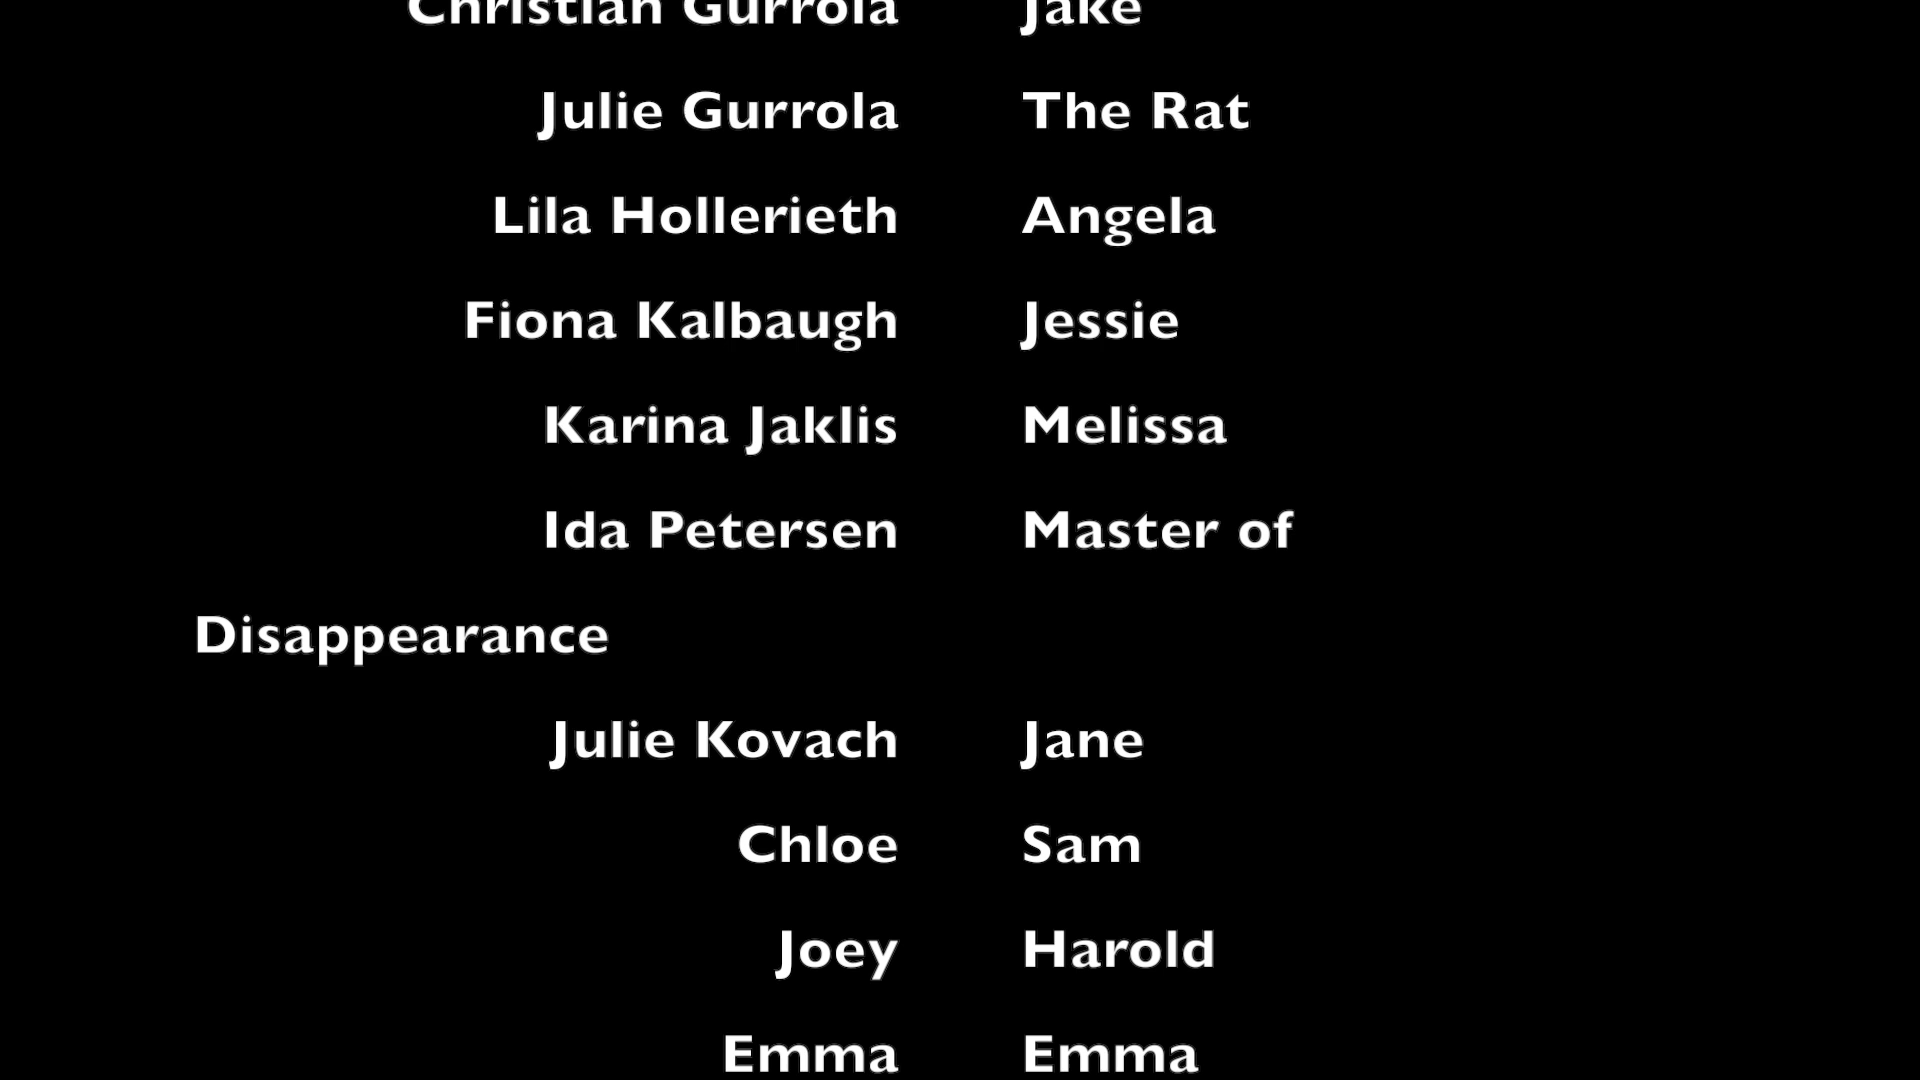 Christian Gurrola Jake
Julie Gurrola The Rat
Lila Hollerieth Angela
Fiona Kalbaugh Jessie
Karina Jaklis Melissa
Ida Petersen Master of
Disappearance
Julie Kovach Jane
Chloe Sam
Joey Harold
Emma Emma